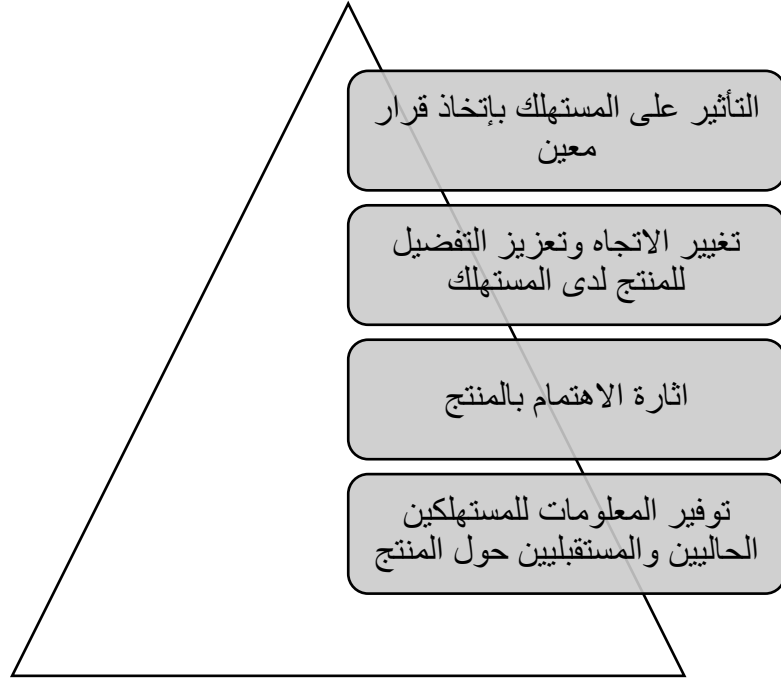 التأثير على المستهلك بإتخاذ قرار
معين
تغيير الاتجاه وتعزيز التفضيل
للمنتج لدى المستهلك
اثارة الاهتمام بالمنتج
توفير المعلومات للمستهلكين
الحاليين والمستقبليين حول المنتج